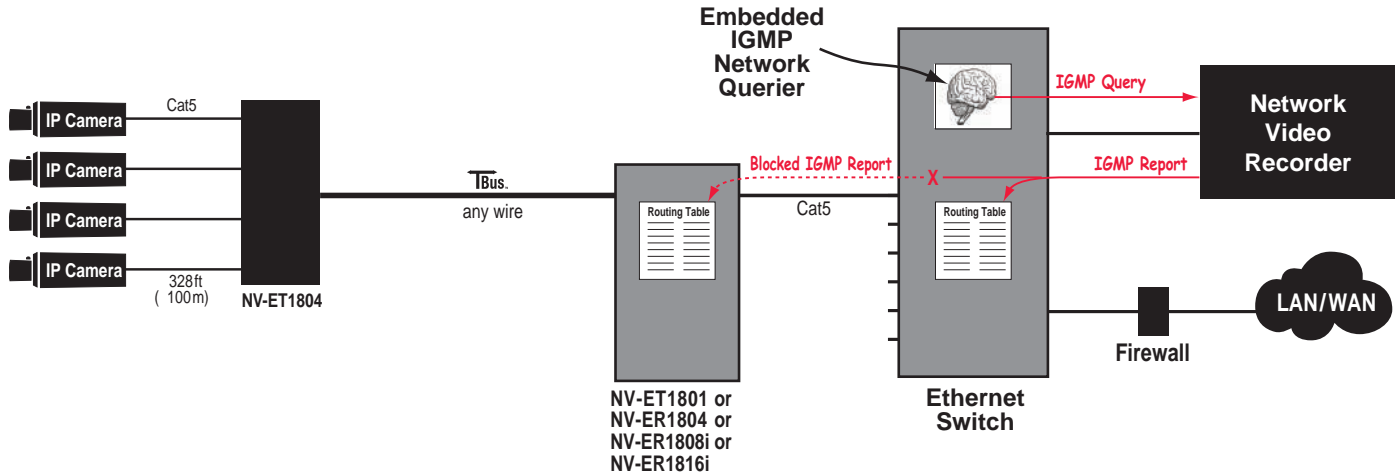 Embedded
IGMP
Network
Querier
IGMP Query
Network
Video
Recorder
Cat5
IP Camera
IP Camera
IP Camera
IP Camera
328ft
( 100m)
NV-ET1804
TBus™
any wire
Blocked IGMP Report
X
IGMP Report
Routing Table
Cat5
Routing Table
LAN/WAN
Firewall
NV-ET1801 or
NV-ER1804 or
NV-ER1808i or
NV-ER1816i
Ethernet
Switch